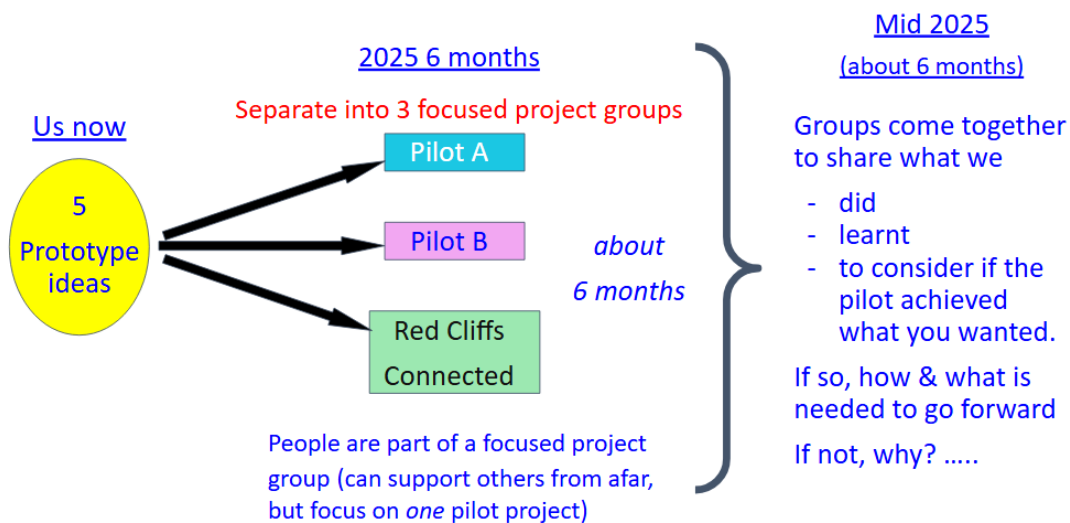 Us now
5
Prototype
ideas
2025 6 months
Separate into 3 focused project groups
Pilot A
Pilot B
Red Cliffs
Connected
about
6 months
People are part of a focused project
group (can support others from afar,
but focus on one pilot project)
Mid 2025
(about 6 months)
Groups come together
to share what we
- did
- learnt
- to consider if the
pilot achieved
what you wanted.
If so, how & what is
needed to go forward
If not, why? .....